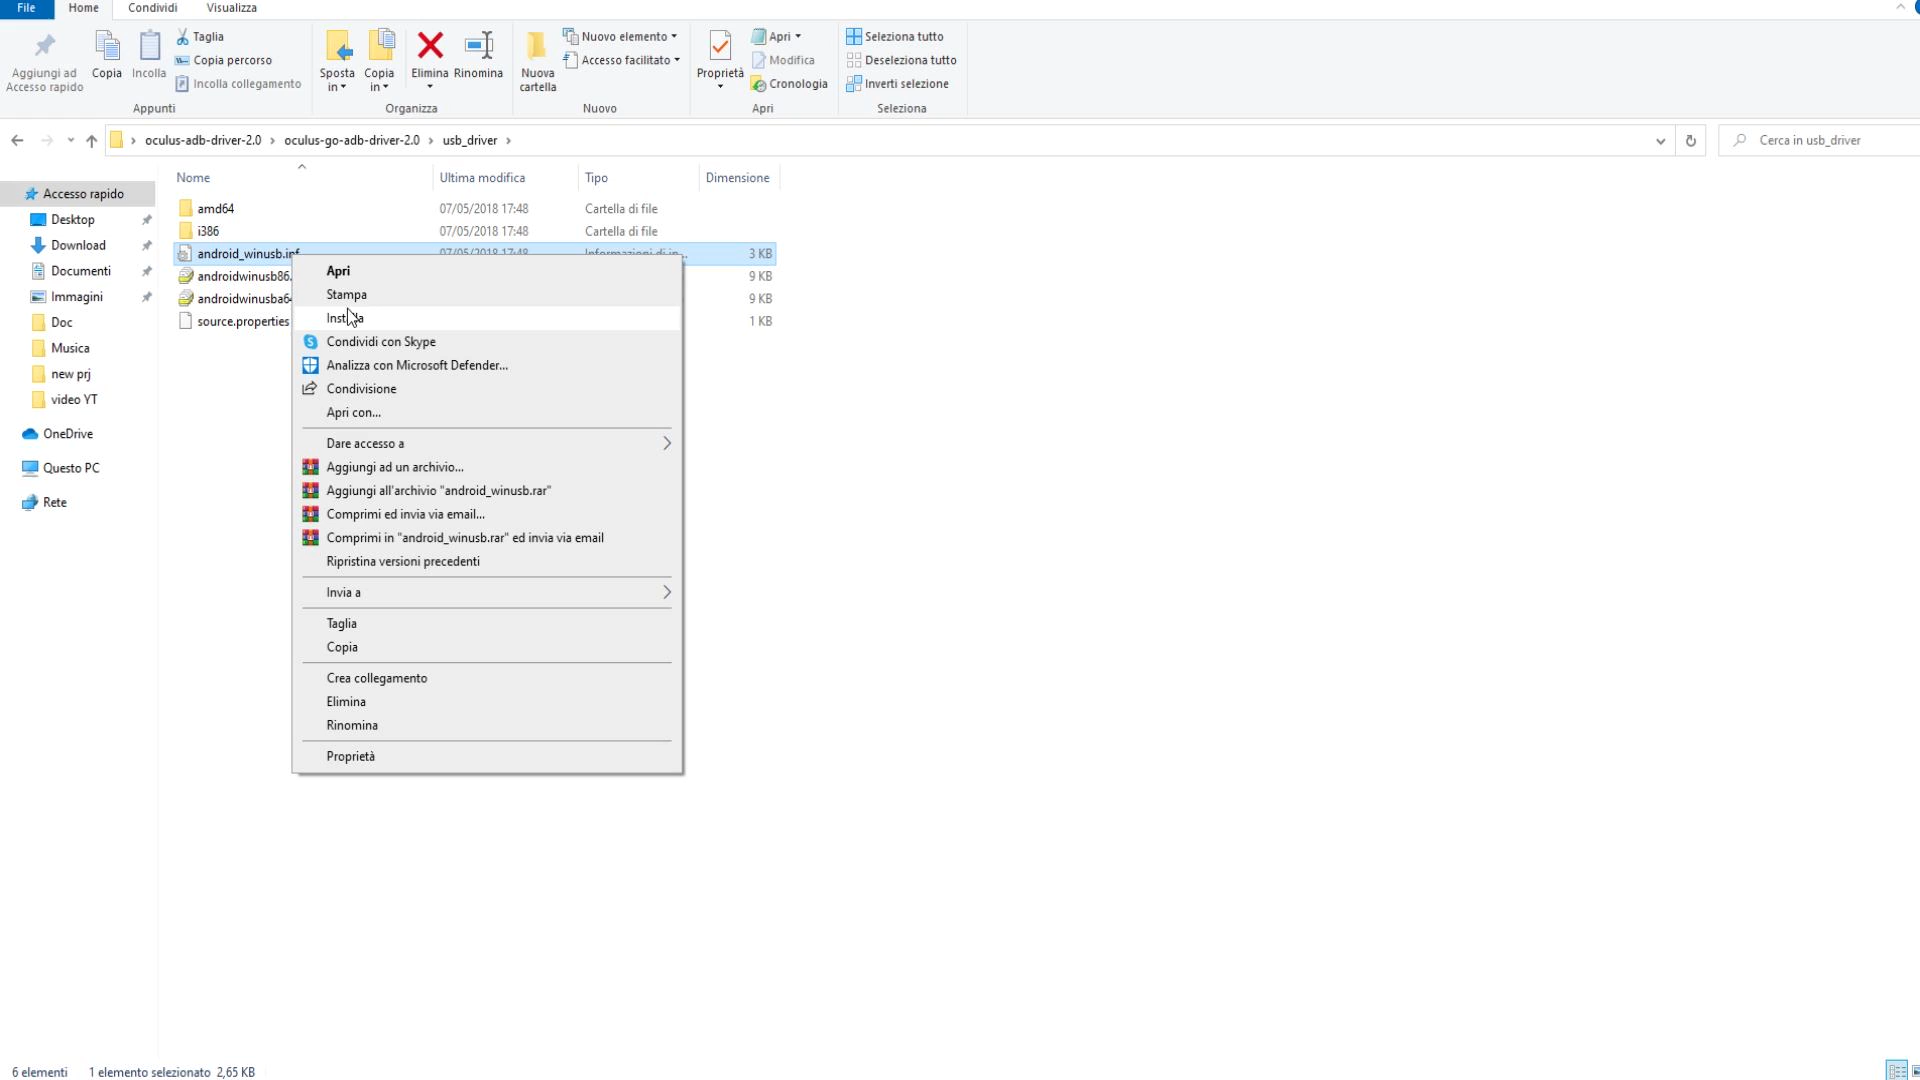 File Home Condividi Visualizza
Aggiungi ad Accesso rapido
Copia
Incolla
Taglia
Copia percorso
Incolla collegamento
Appunti
Sposta in
Copia in
Elimina
Rinomina
Organizza
Nuova cartella
Nuovo elemento
Accesso facilitato
Nuovo
Proprietà
Apri
Modifica
Cronologia
Apri
Seleziona tutto
Deseleziona tutto
Inverti selezione
Seleziona
oculus-adb-driver-2.0 oculus-go-adb-driver-2.0 usb_driver
Cerca in usb_driver
Accesso rapido
Desktop
Download
Documenti
Immagini
Doc
Musica
new prj
video YT
OneDrive
Questo PC
Rete
Nome Ultima modifica Tipo Dimensione
amd64 07/05/2018 17:48 Cartella di file
i386 07/05/2018 17:48 Cartella di file
android_winusb.inf 07/05/2018 17:48 Informazioni di in... 3 KB
androidwinusb86. 9 KB
androidwinusba64 9 KB
source.properties 1 KB
Apri
Stampa
Condividi con Skype
Analizza con Microsoft Defender...
Condivisione
Apri con...
Dare accesso a
Aggiungi ad un archivio...
Aggiungi all'archivio "android_winusb.rar"
Comprimi ed invia via email...
Comprimi in "android_winusb.rar" ed invia via email
Ripristina versioni precedenti
Invia a
Taglia
Copia
Crea collegamento
Elimina
Rinomina
Proprietà
6 elementi 1 elemento selezionato 2,65 KB